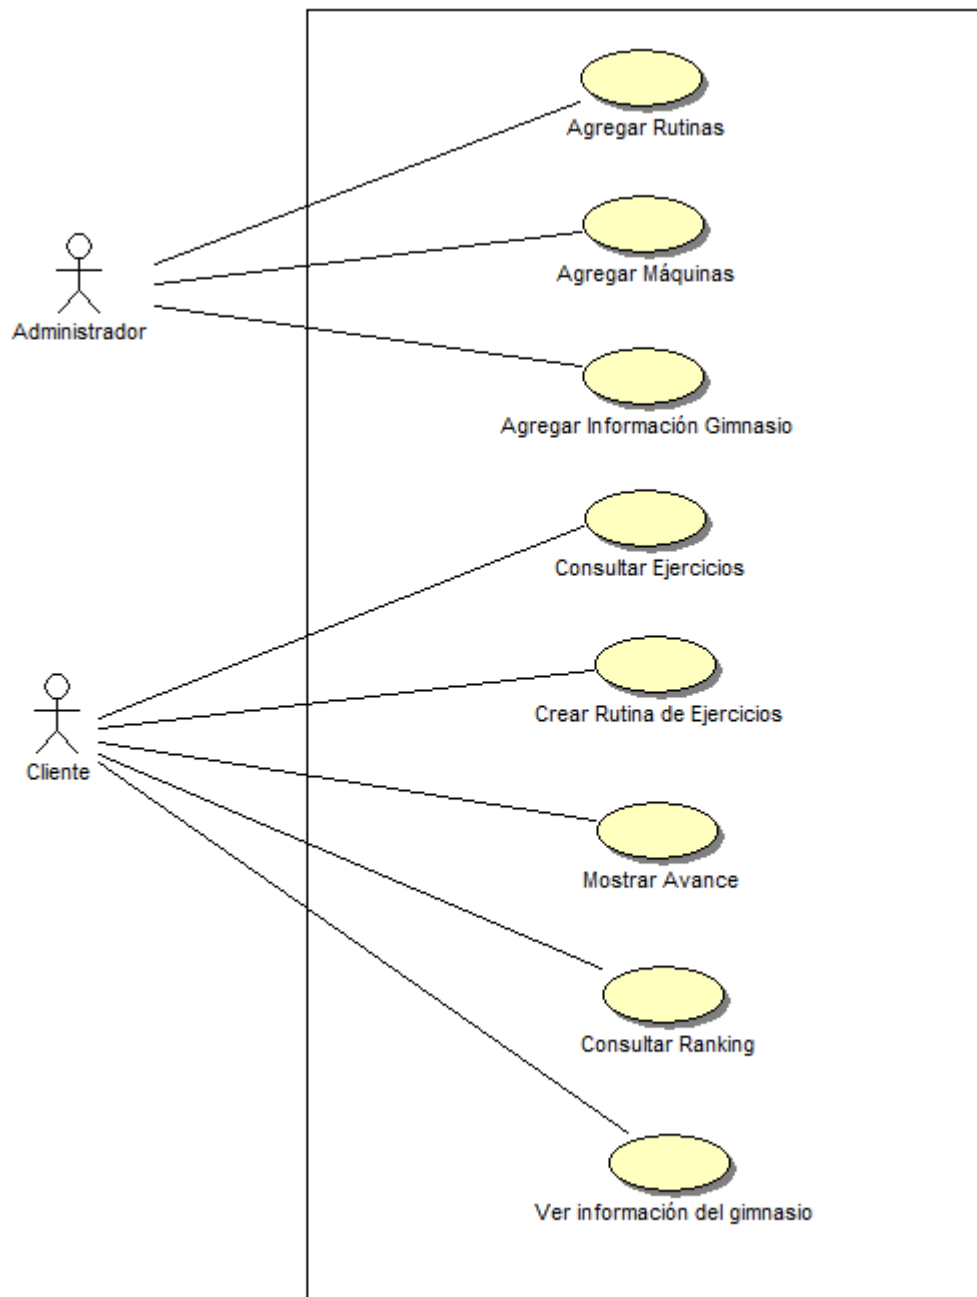 Agregar Rutinas
Agregar Máquinas
Administrador
Agregar Información Gimnasio
Consultar Ejercicios
Crear Rutina de Ejercicios
Cliente
Mostrar Avance
Consultar Ranking
Ver información del gimnasio